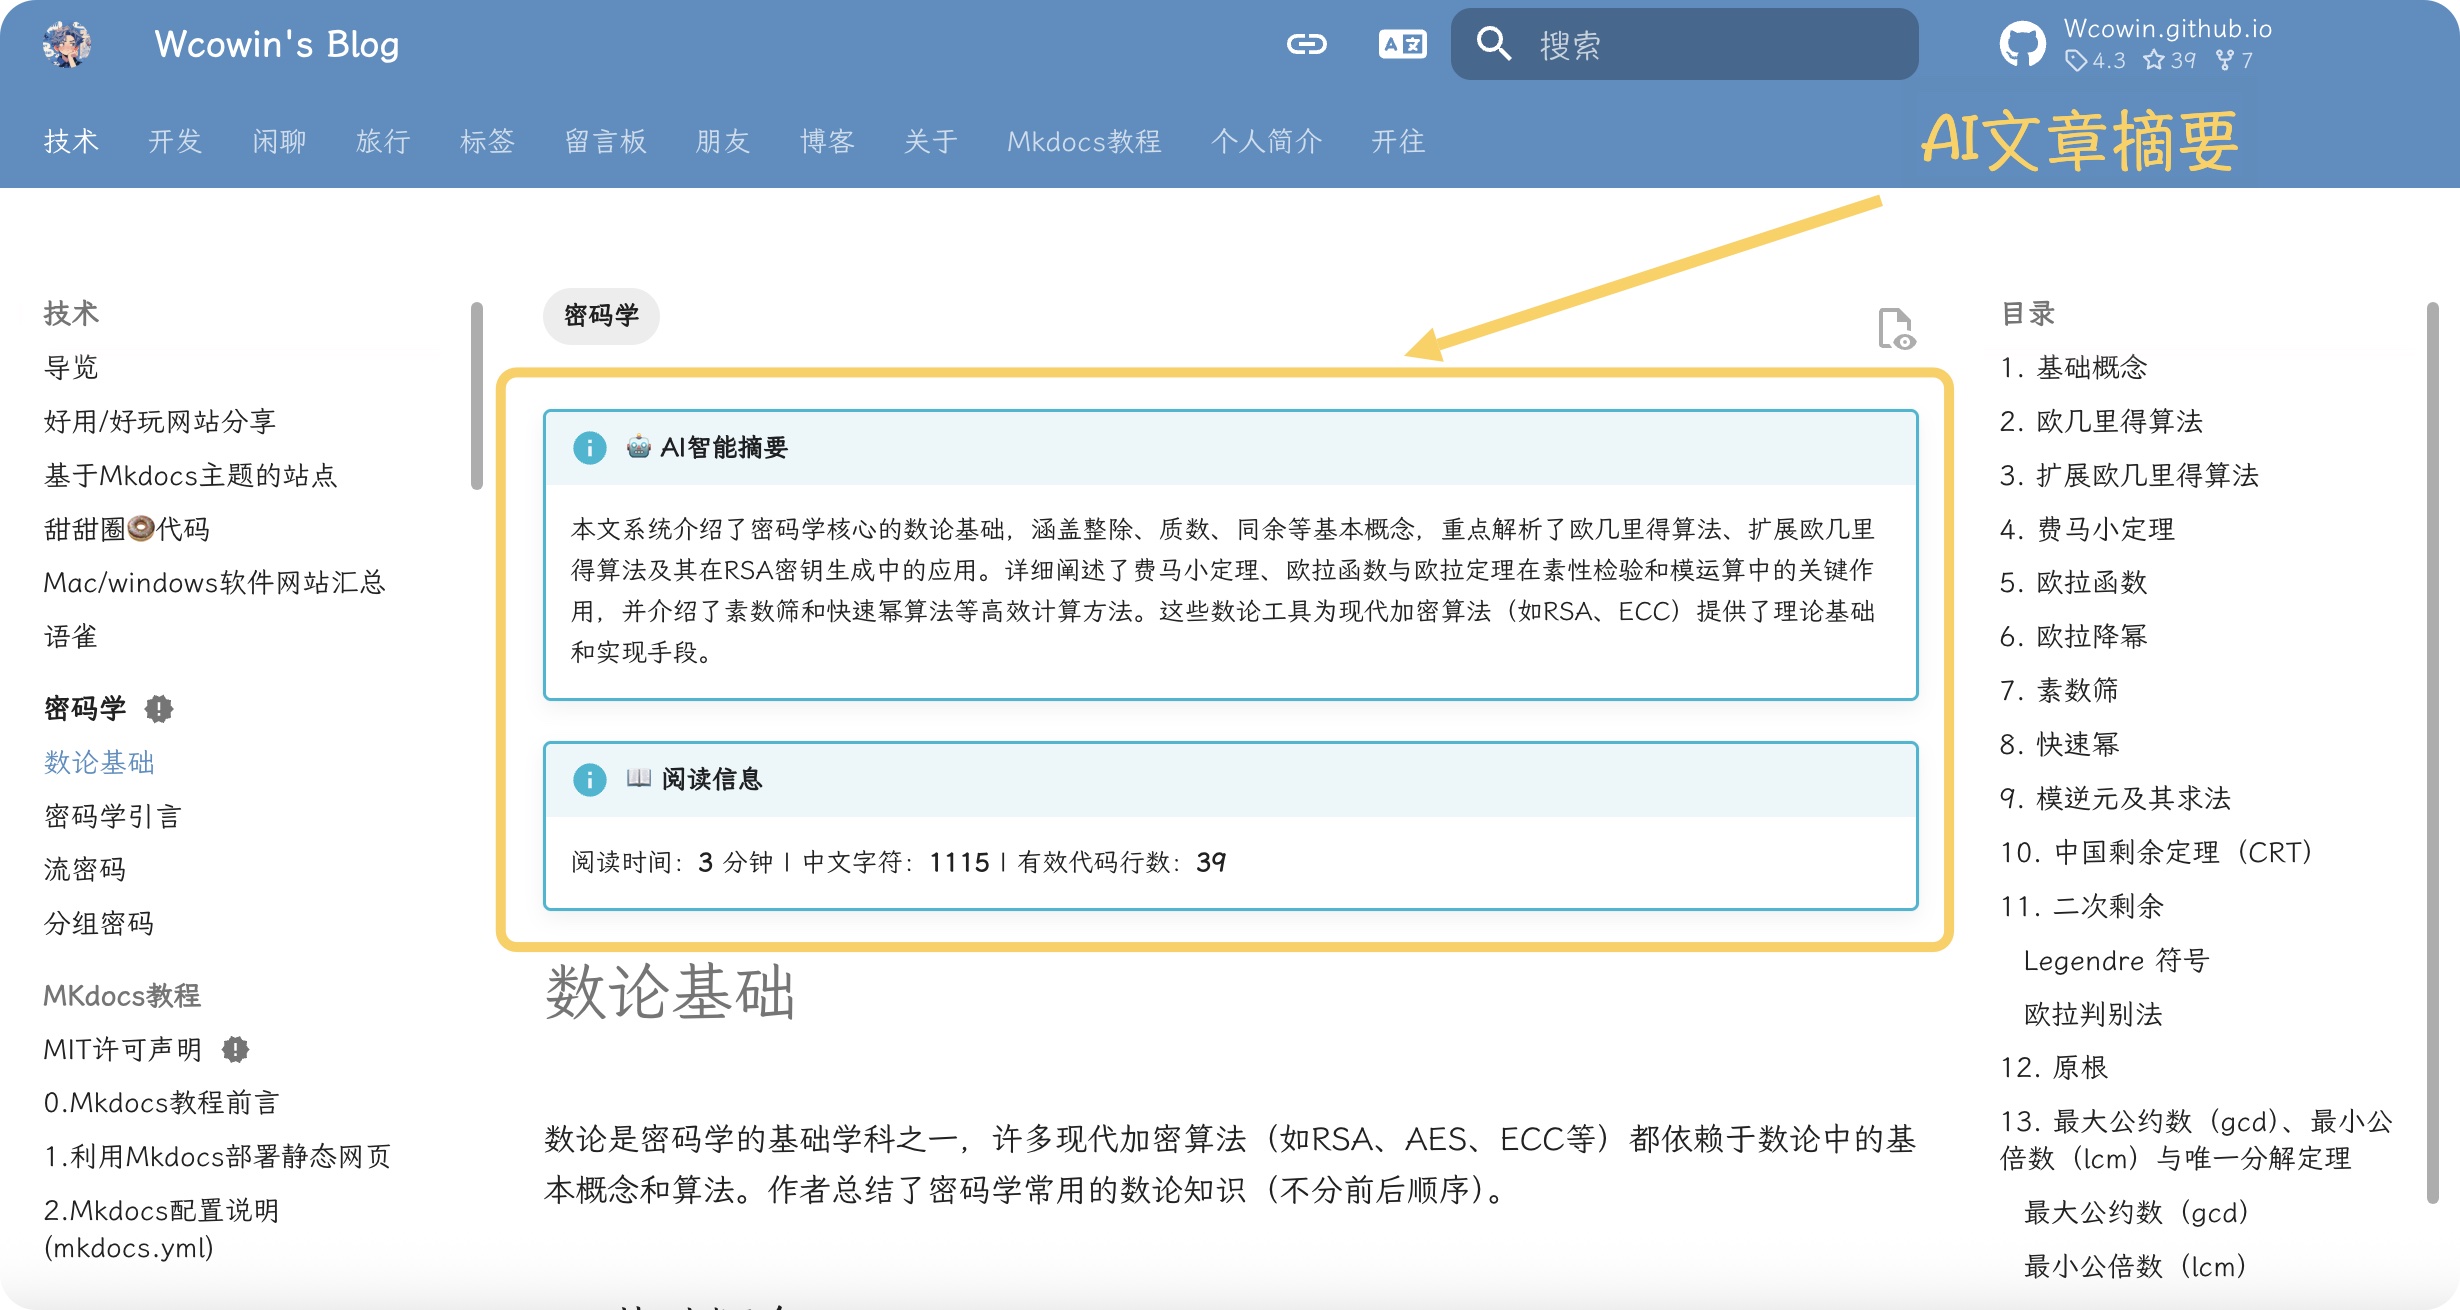 Wcowin's Blog
搜索
Wcowin.github.io
4.3 39 7
技术 开发 闲聊 旅行 标签 留言板 朋友 博客 关于 Mkdocs教程 个人简介 开往
AI文章摘要
技术
导览
好用/好玩网站分享
基于Mkdocs主题的站点
甜甜圈🍩代码
Mac/windows软件网站汇总
语雀
密码学
数论基础
密码学引言
流密码
分组密码
MKdocs教程
MIT许可声明
0.Mkdocs教程前言
1.利用Mkdocs部署静态网页
2.Mkdocs配置说明
(mkdocs.yml)
密码学
🤖 AI智能摘要
本文系统介绍了密码学核心的数论基础，涵盖整除、质数、同余等基本概念，重点解析了欧几里得算法、扩展欧几里
得算法及其在RSA密钥生成中的应用。详细阐述了费马小定理、欧拉函数与欧拉定理在素性检验和模运算中的关键作
用，并介绍了素数筛和快速幂算法等高效计算方法。这些数论工具为现代加密算法（如RSA、ECC）提供了理论基础
和实现手段。
📖 阅读信息
阅读时间：3 分钟 | 中文字符：1115 | 有效代码行数：39
数论基础
数论是密码学的基础学科之一，许多现代加密算法（如RSA、AES、ECC等）都依赖于数论中的基
本概念和算法。作者总结了密码学常用的数论知识（不分前后顺序）。
目录
1. 基础概念
2. 欧几里得算法
3. 扩展欧几里得算法
4. 费马小定理
5. 欧拉函数
6. 欧拉降幂
7. 素数筛
8. 快速幂
9. 模逆元及其求法
10. 中国剩余定理（CRT）
11. 二次剩余
Legendre 符号
欧拉判别法
12. 原根
13. 最大公约数（gcd）、最小公
倍数（lcm）与唯一分解定理
最大公约数（gcd）
最小公倍数（lcm）